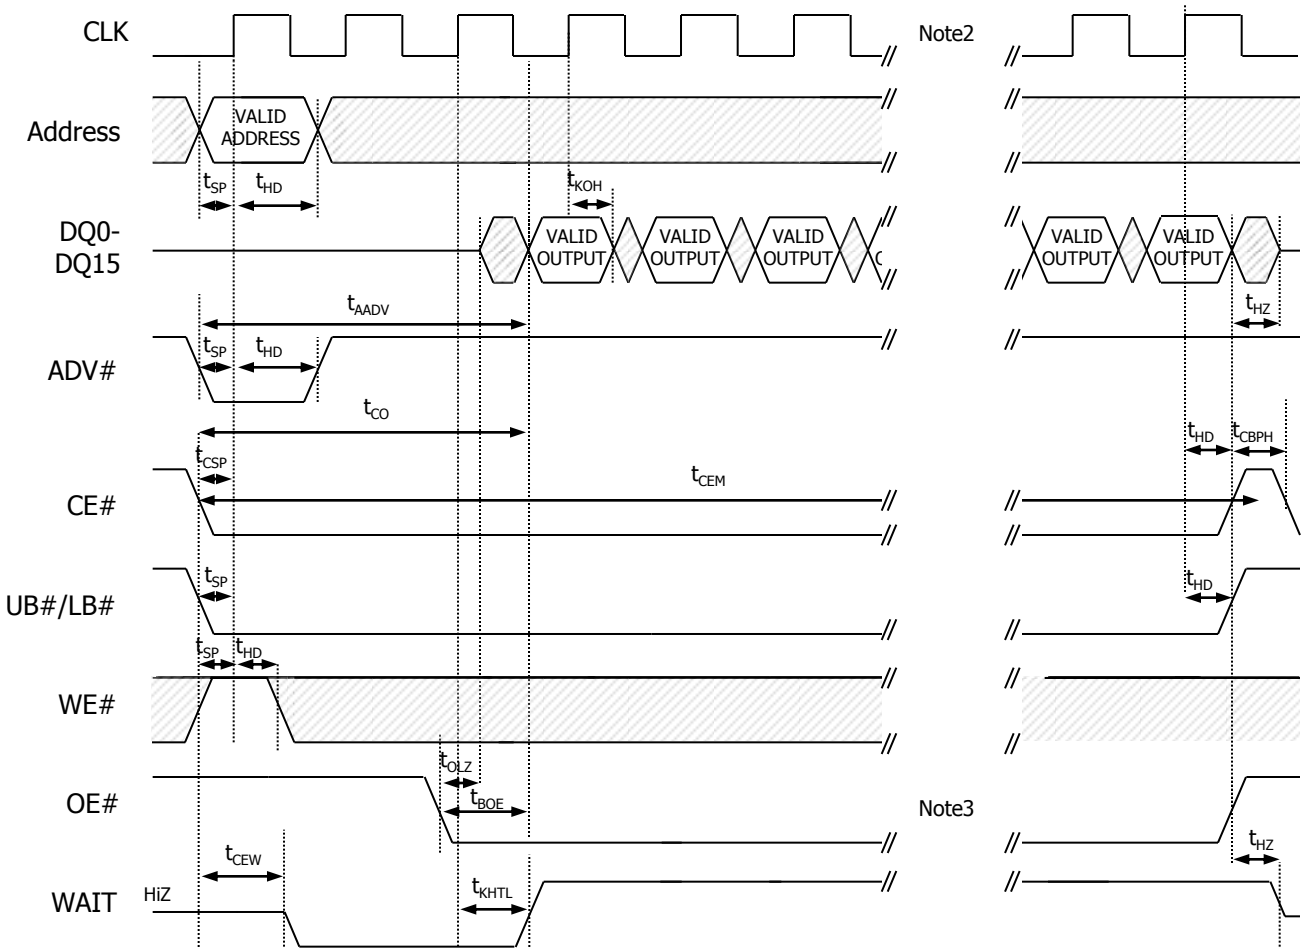 CLK
Note2
Address
VALID
ADDRESS
tSP
tHD
tKOH
DQ0-
DQ15
VALID
OUTPUT
VALID
OUTPUT
VALID
OUTPUT
VALID
OUTPUT
VALID
OUTPUT
tAADV
tHZ
ADV#
tSP
tHD
tCO
tHD
tCBPH
tCSP
tCEM
CE#
UB#/LB#
tSP
tHD
tSP
tHD
WE#
tOLZ
OE#
tBOE
Note3
tCEW
tHZ
WAIT
HiZ
tKHTL